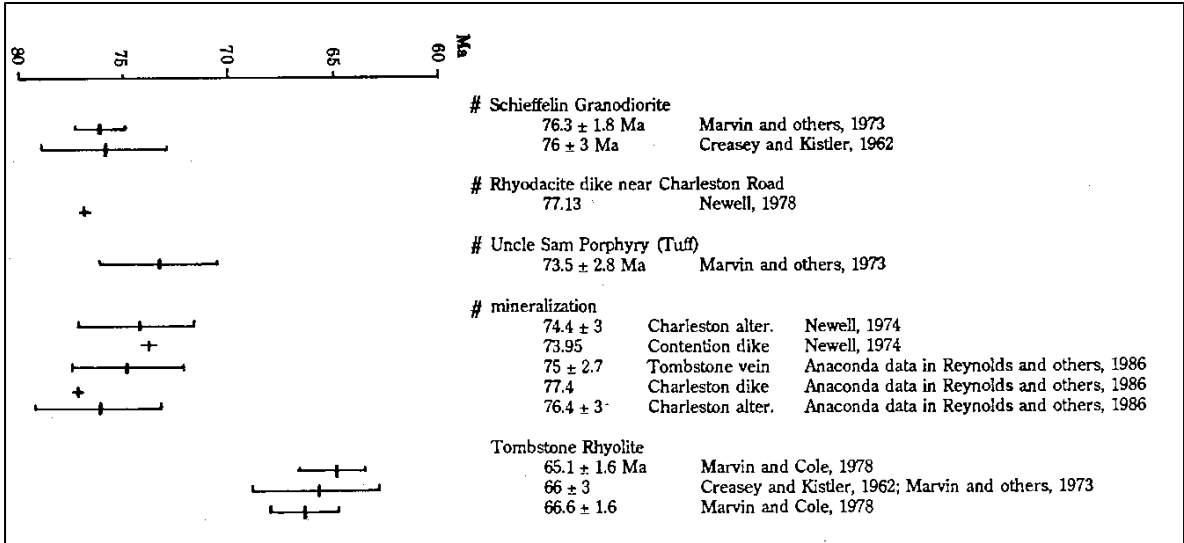 80 75 70 65 60 Ma
# Schieffelin Granodiorite
76.3 ± 1.8 Ma Marvin and others, 1973
76 ± 3 Ma Creasey and Kistler, 1962
# Rhyodacite dike near Charleston Road
77.13 Newell, 1978
# Uncle Sam Porphyry (Tuff)
73.5 ± 2.8 Ma Marvin and others, 1973
# mineralization
74.4 ± 3 Charleston alter. Newell, 1974
73.95 Contention dike Newell, 1974
75 ± 2.7 Tombstone vein Anaconda data in Reynolds and others, 1986
77.4 Charleston dike Anaconda data in Reynolds and others, 1986
76.4 ± 3 Charleston alter. Anaconda data in Reynolds and others, 1986
Tombstone Rhyolite
65.1 ± 1.6 Ma Marvin and Cole, 1978
66 ± 3 Creasey and Kistler, 1962; Marvin and others, 1973
66.6 ± 1.6 Marvin and Cole, 1978